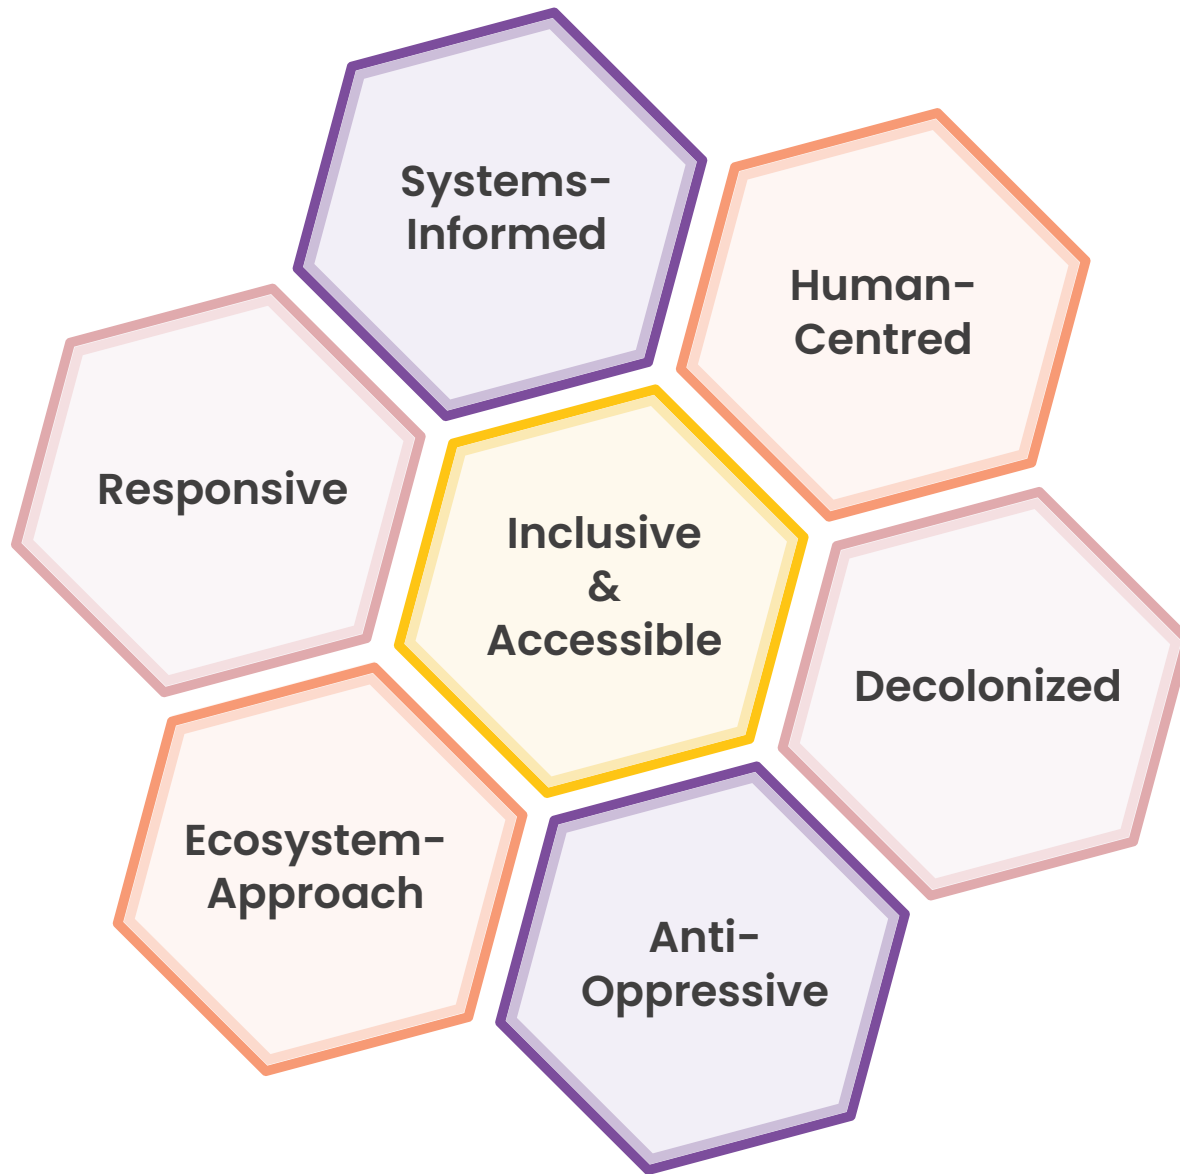 Systems-
Informed
Human-
Centred
Responsive
Inclusive
&
Accessible
Decolonized
Ecosystem-
Approach
Anti-
Oppressive